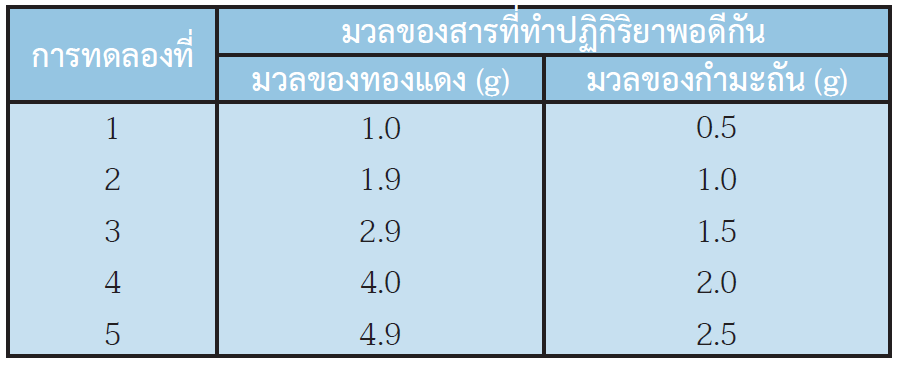 การทดลองที่
มวลของสารที่ทำปฏิกิริยาพอดีกัน
มวลของทองแดง (g) มวลของกำมะถัน (g)
1 1.0 0.5
2 1.9 1.0
3 2.9 1.5
4 4.0 2.0
5 4.9 2.5